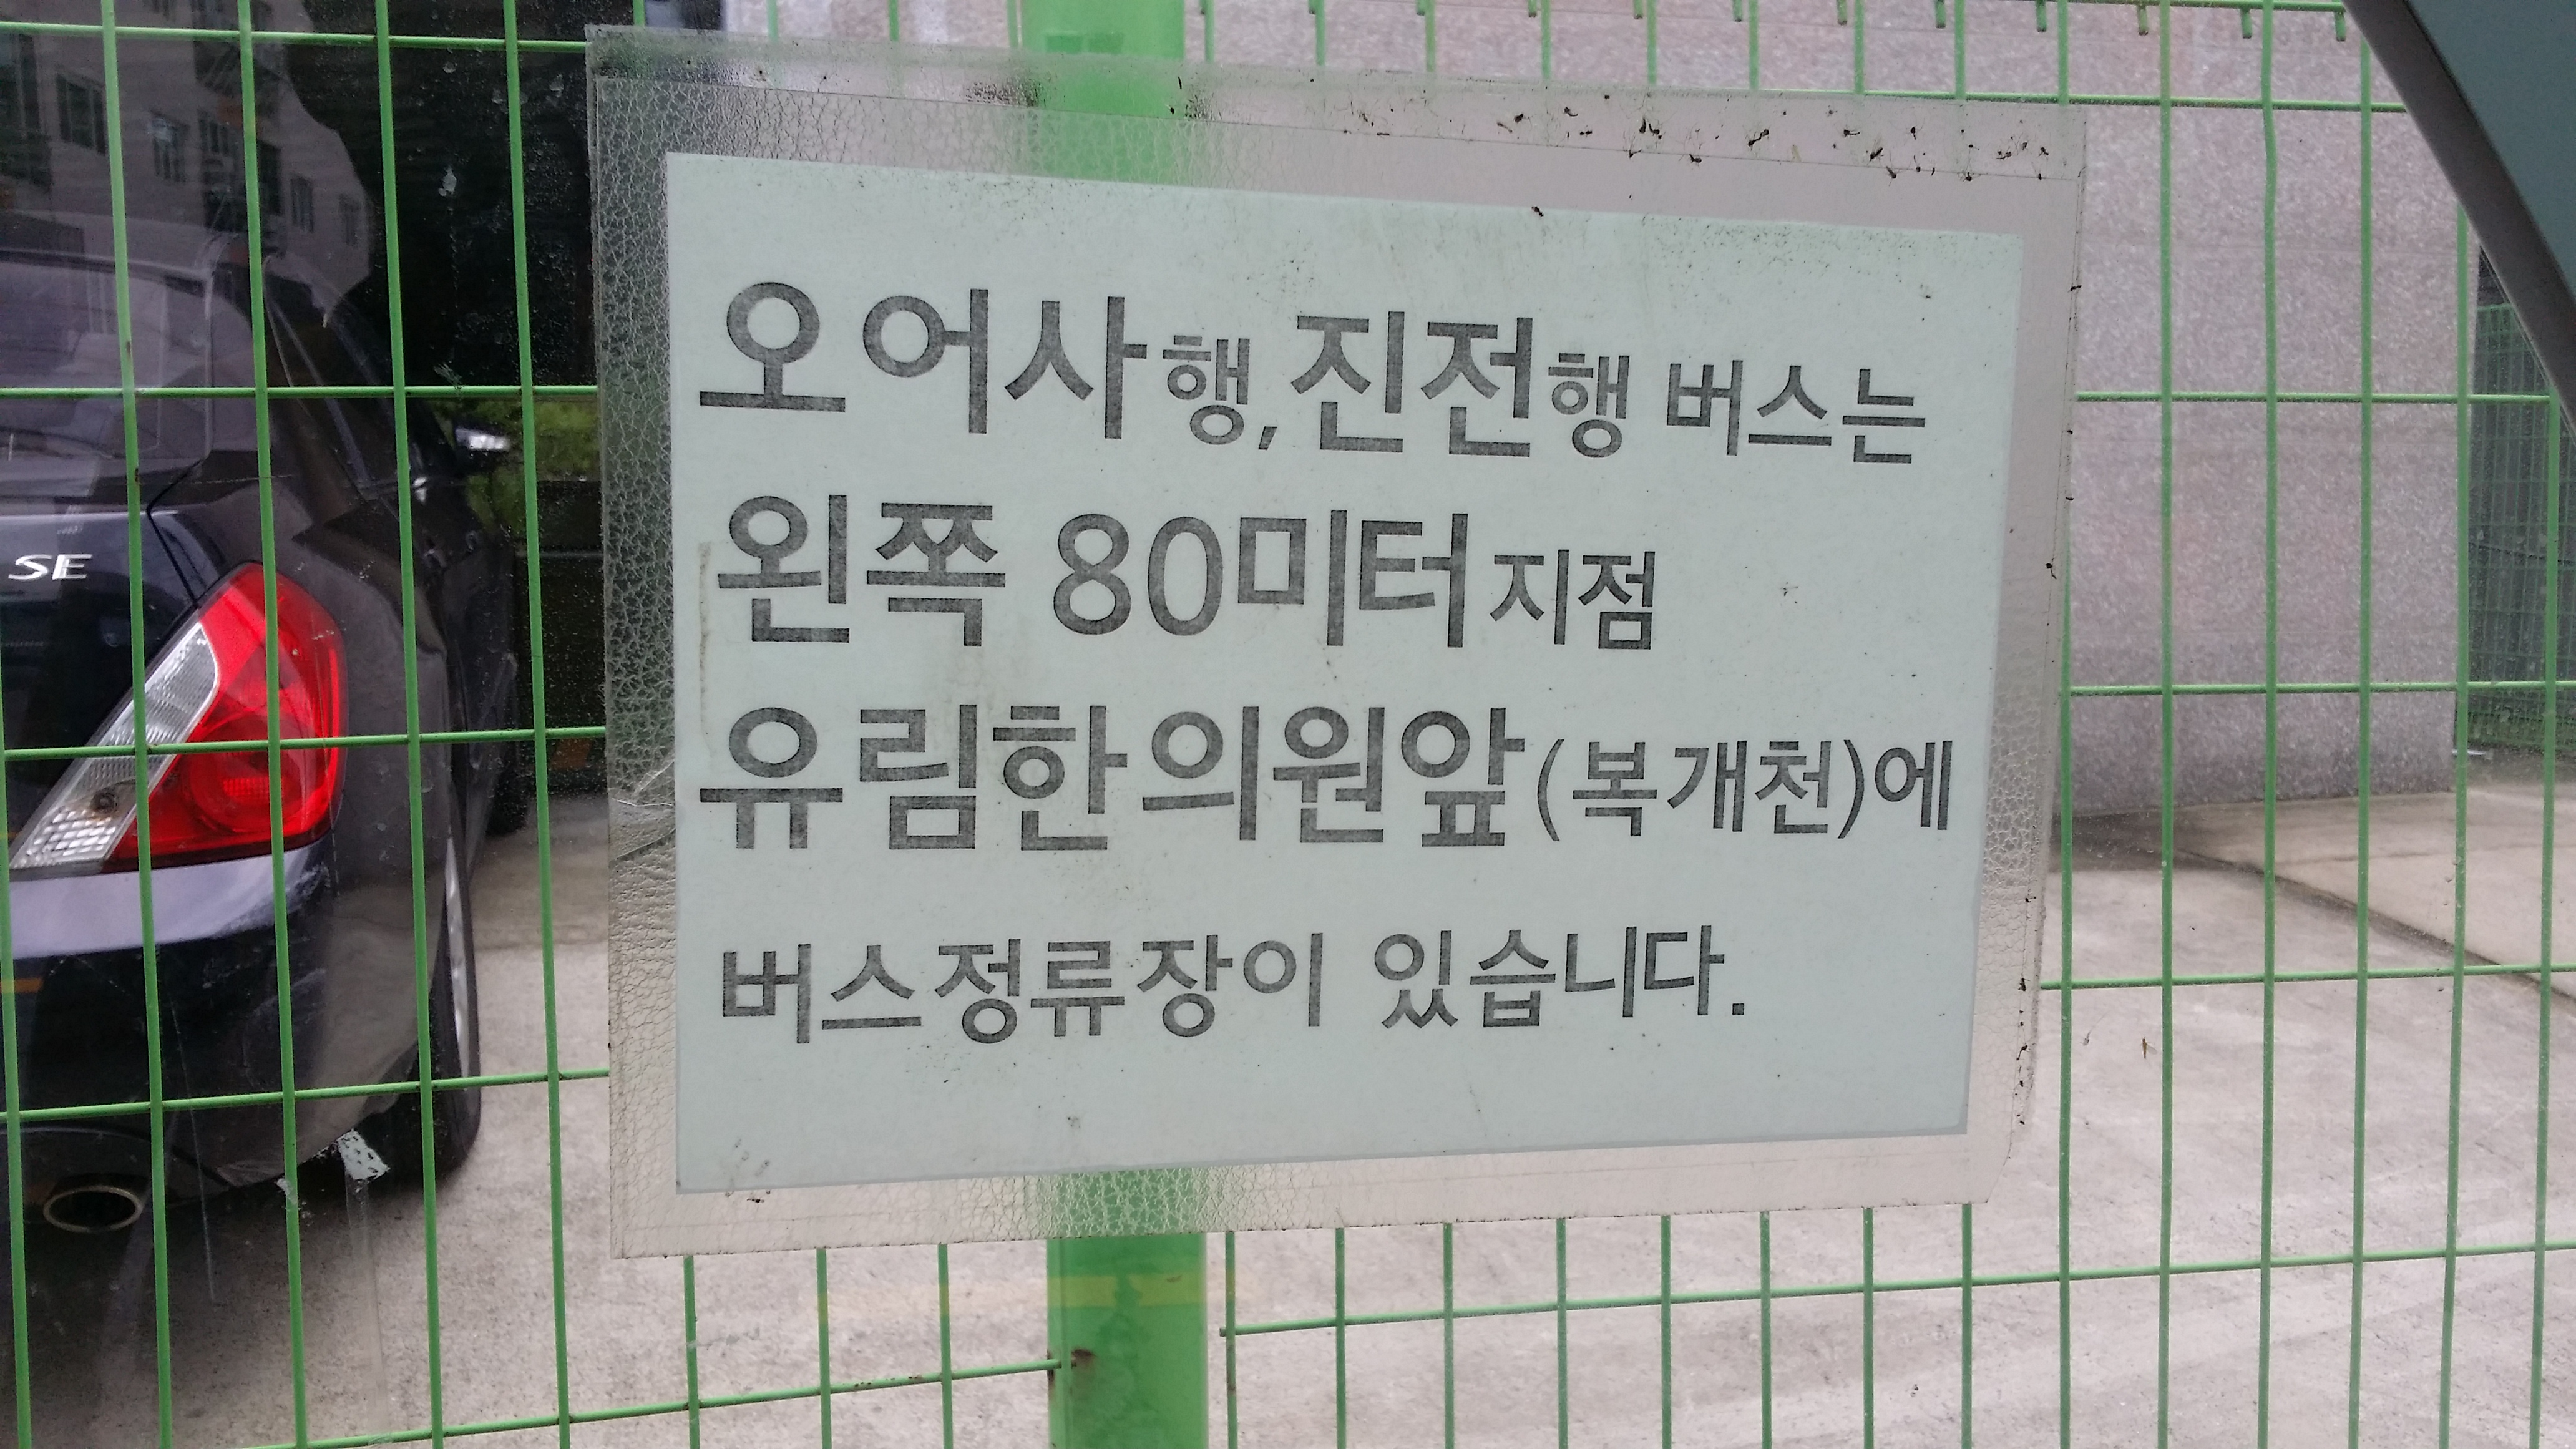 오어사행, 진전행 버스는
왼쪽 80미터 지점
유림한의원앞(복개천)에
버스정류장이 있습니다.
SE